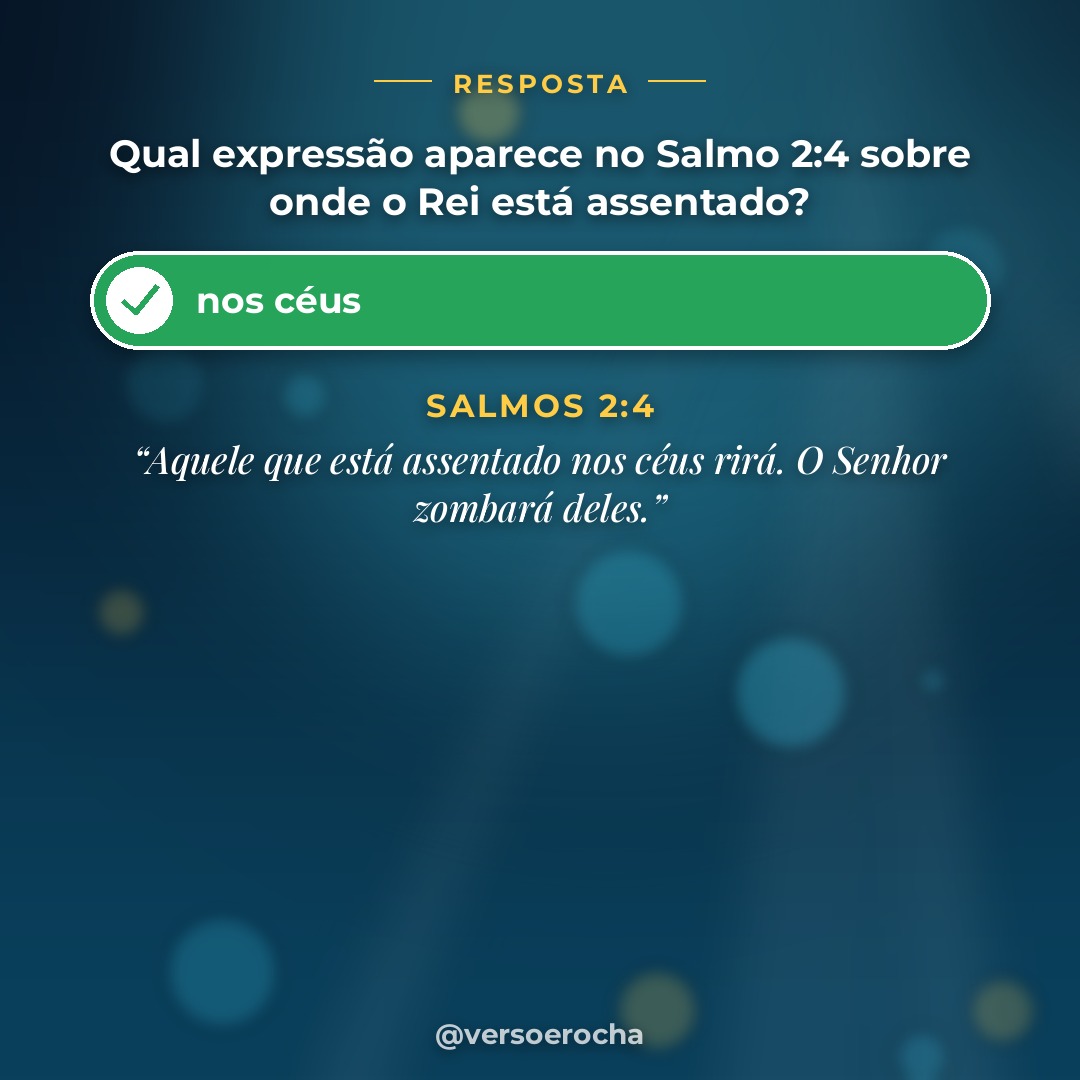 RESPOSTA
Qual expressão aparece no Salmo 2:4 sobre
onde o Rei está assentado?
nos céus
SALMOS 2:4
“Aquele que está assentado nos céus rirá. O Senhor
zombará deles.”
@versoerocha